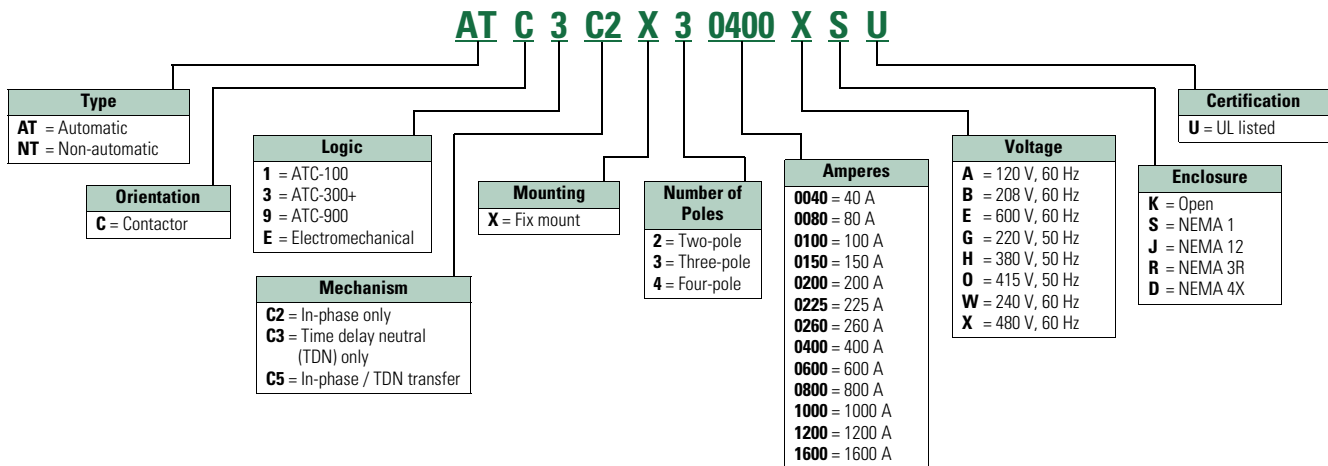 AT C 3 C2 X 3 0400 X S U
Type
AT = Automatic
NT = Non-automatic
Orientation
C = Contactor
Logic
1 = ATC-100
3 = ATC-300+
9 = ATC-900
E = Electromechanical
Mechanism
C2 = In-phase only
C3 = Time delay neutral
(TDN) only
C5 = In-phase / TDN transfer
Mounting
X = Fix mount
Number of
Poles
2 = Two-pole
3 = Three-pole
4 = Four-pole
Amperes
0040 = 40 A
0080 = 80 A
0100 = 100 A
0150 = 150 A
0200 = 200 A
0225 = 225 A
0260 = 260 A
0400 = 400 A
0600 = 600 A
0800 = 800 A
1000 = 1000 A
1200 = 1200 A
1600 = 1600 A
Voltage
A = 120 V, 60 Hz
B = 208 V, 60 Hz
E = 600 V, 60 Hz
G = 220 V, 50 Hz
H = 380 V, 50 Hz
O = 415 V, 50 Hz
W = 240 V, 60 Hz
X = 480 V, 60 Hz
Enclosure
K = Open
S = NEMA 1
J = NEMA 12
R = NEMA 3R
D = NEMA 4X
Certification
U = UL listed